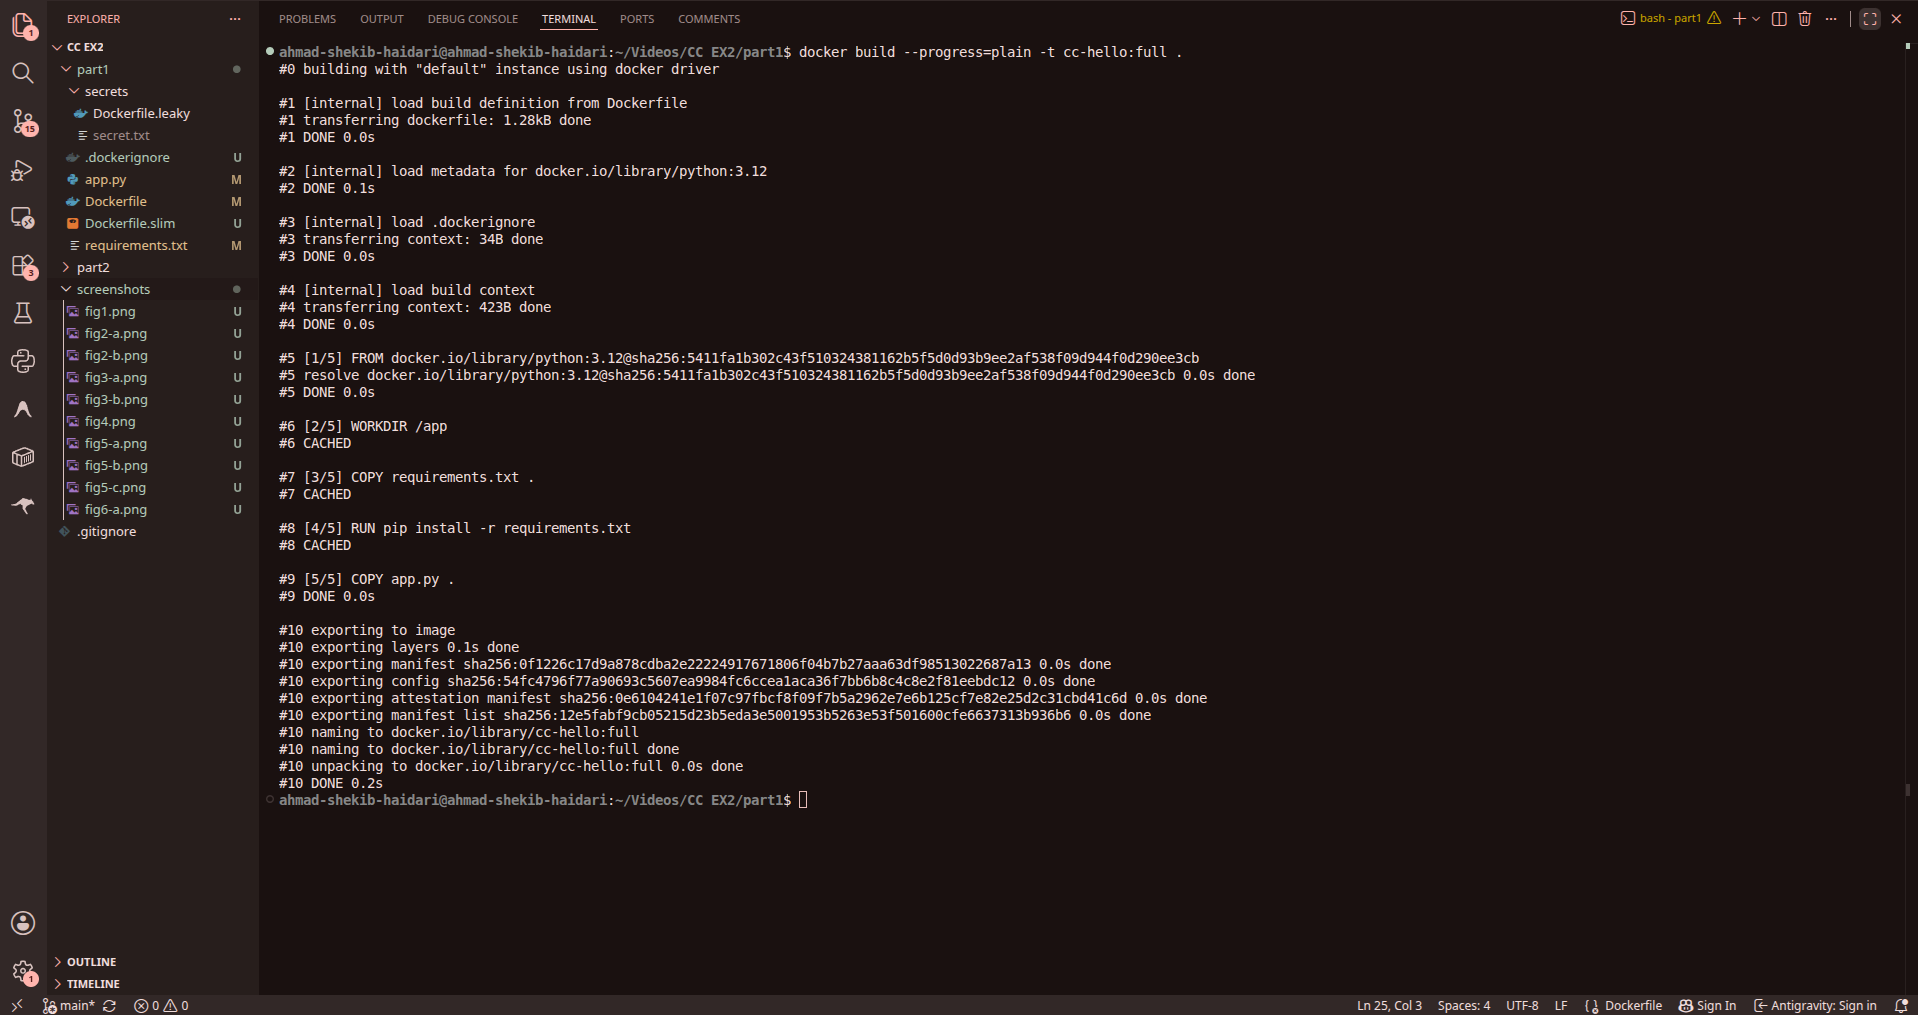 EXPLORER
PROBLEMS OUTPUT DEBUG CONSOLE TERMINAL PORTS COMMENTS
bash - part1
CC EX2
part1
secrets
Dockerfile.leaky
secret.txt
.dockerignore U
app.py M
Dockerfile M
Dockerfile.slim U
requirements.txt M
part2
screenshots
fig1.png U
fig2-a.png U
fig2-b.png U
fig3-a.png U
fig3-b.png U
fig4.png U
fig5-a.png U
fig5-b.png U
fig5-c.png U
fig6-a.png U
.gitignore
OUTLINE
TIMELINE
1
15
3
1
ahmad-shekib-haidari@ahmad-shekib-haidari:~/Videos/CC EX2/part1$ docker build --progress=plain -t cc-hello:full .
#0 building with "default" instance using docker driver
#1 [internal] load build definition from Dockerfile
#1 transferring dockerfile: 1.28kB done
#1 DONE 0.0s
#2 [internal] load metadata for docker.io/library/python:3.12
#2 DONE 0.1s
#3 [internal] load .dockerignore
#3 transferring context: 34B done
#3 DONE 0.0s
#4 [internal] load build context
#4 transferring context: 423B done
#4 DONE 0.0s
#5 [1/5] FROM docker.io/library/python:3.12@sha256:5411fa1b302c43f510324381162b5f5d0d93b9ee2af538f09d944f0d290ee3cb
#5 resolve docker.io/library/python:3.12@sha256:5411fa1b302c43f510324381162b5f5d0d93b9ee2af538f09d944f0d290ee3cb 0.0s done
#5 DONE 0.0s
#6 [2/5] WORKDIR /app
#6 CACHED
#7 [3/5] COPY requirements.txt .
#7 CACHED
#8 [4/5] RUN pip install -r requirements.txt
#8 CACHED
#9 [5/5] COPY app.py .
#9 DONE 0.0s
#10 exporting to image
#10 exporting layers 0.1s done
#10 exporting manifest sha256:0f1226c17d9a878cdba2e22224917671806f04b7b27aaa63df98513022687a13 0.0s done
#10 exporting config sha256:54fc4796f77a90693c5607ea9984fc6ccea1aca36f7bb6b8c4c8e2f81eebdc12 0.0s done
#10 exporting attestation manifest sha256:0e6104241e1f07c97fbcf8f09f7b5a2962e7e6b125cf7e82e25d2c31cbd41c6d 0.0s done
#10 exporting manifest list sha256:12e5fabf9cb05215d23b5eda3e5001953b5263e53f501600cfe6637313b936b6 0.0s done
#10 naming to docker.io/library/cc-hello:full
#10 naming to docker.io/library/cc-hello:full done
#10 unpacking to docker.io/library/cc-hello:full 0.0s done
#10 DONE 0.2s
ahmad-shekib-haidari@ahmad-shekib-haidari:~/Videos/CC EX2/part1$
main* 0 0 Ln 25, Col 3 Spaces: 4 UTF-8 LF { } Dockerfile Sign In Antigravity: Sign in